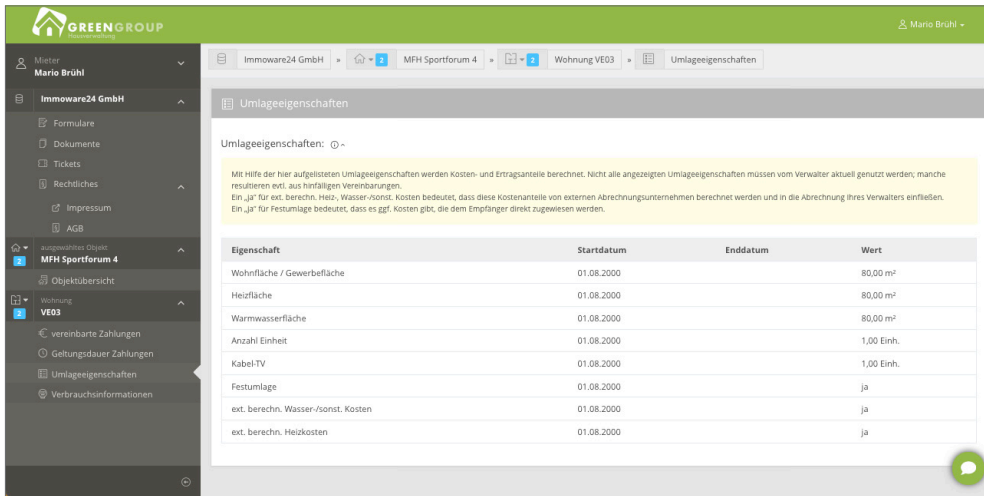 GREENGROUP
Hausverwaltung
Mario Brühl
Mieter
Mario Brühl
Immoware24 GmbH
Formulare
Dokumente
Tickets
Rechtliches
Impressum
AGB
ausgewähltes Objekt
2 MFH Sportforum 4
Objektübersicht
Wohnung
2 VE03
vereinbarte Zahlungen
Geltungsdauer Zahlungen
Umlageeigenschaften
Verbrauchsinformationen
Immoware24 GmbH » 2 MFH Sportforum 4 » 2 Wohnung VE03 » Umlageeigenschaften
Umlageeigenschaften
Umlageeigenschaften:
Mit Hilfe der hier aufgelisteten Umlageeigenschaften werden Kosten- und Ertragsanteile berechnet. Nicht alle angezeigten Umlageeigenschaften müssen vom Verwalter aktuell genutzt werden; manche
resultieren evtl. aus hinfälligen Vereinbarungen.
Ein „ja“ für ext. berechn. Heiz-, Wasser-/sonst. Kosten bedeutet, dass diese Kostenanteile von externen Abrechnungsunternehmen berechnet werden und in die Abrechnung Ihres Verwalters einfließen.
Ein „ja“ für Festumlage bedeutet, dass es ggf. Kosten gibt, die dem Empfänger direkt zugewiesen werden.
Eigenschaft Startdatum Enddatum Wert
Wohnfläche / Gewerbefläche 01.08.2000 80,00 m²
Heizfläche 01.08.2000 80,00 m²
Warmwasserfläche 01.08.2000 80,00 m²
Anzahl Einheit 01.08.2000 1,00 Einh.
Kabel-TV 01.08.2000 1,00 Einh.
Festumlage 01.08.2000 ja
ext. berechn. Wasser-/sonst. Kosten 01.08.2000 ja
ext. berechn. Heizkosten 01.08.2000 ja